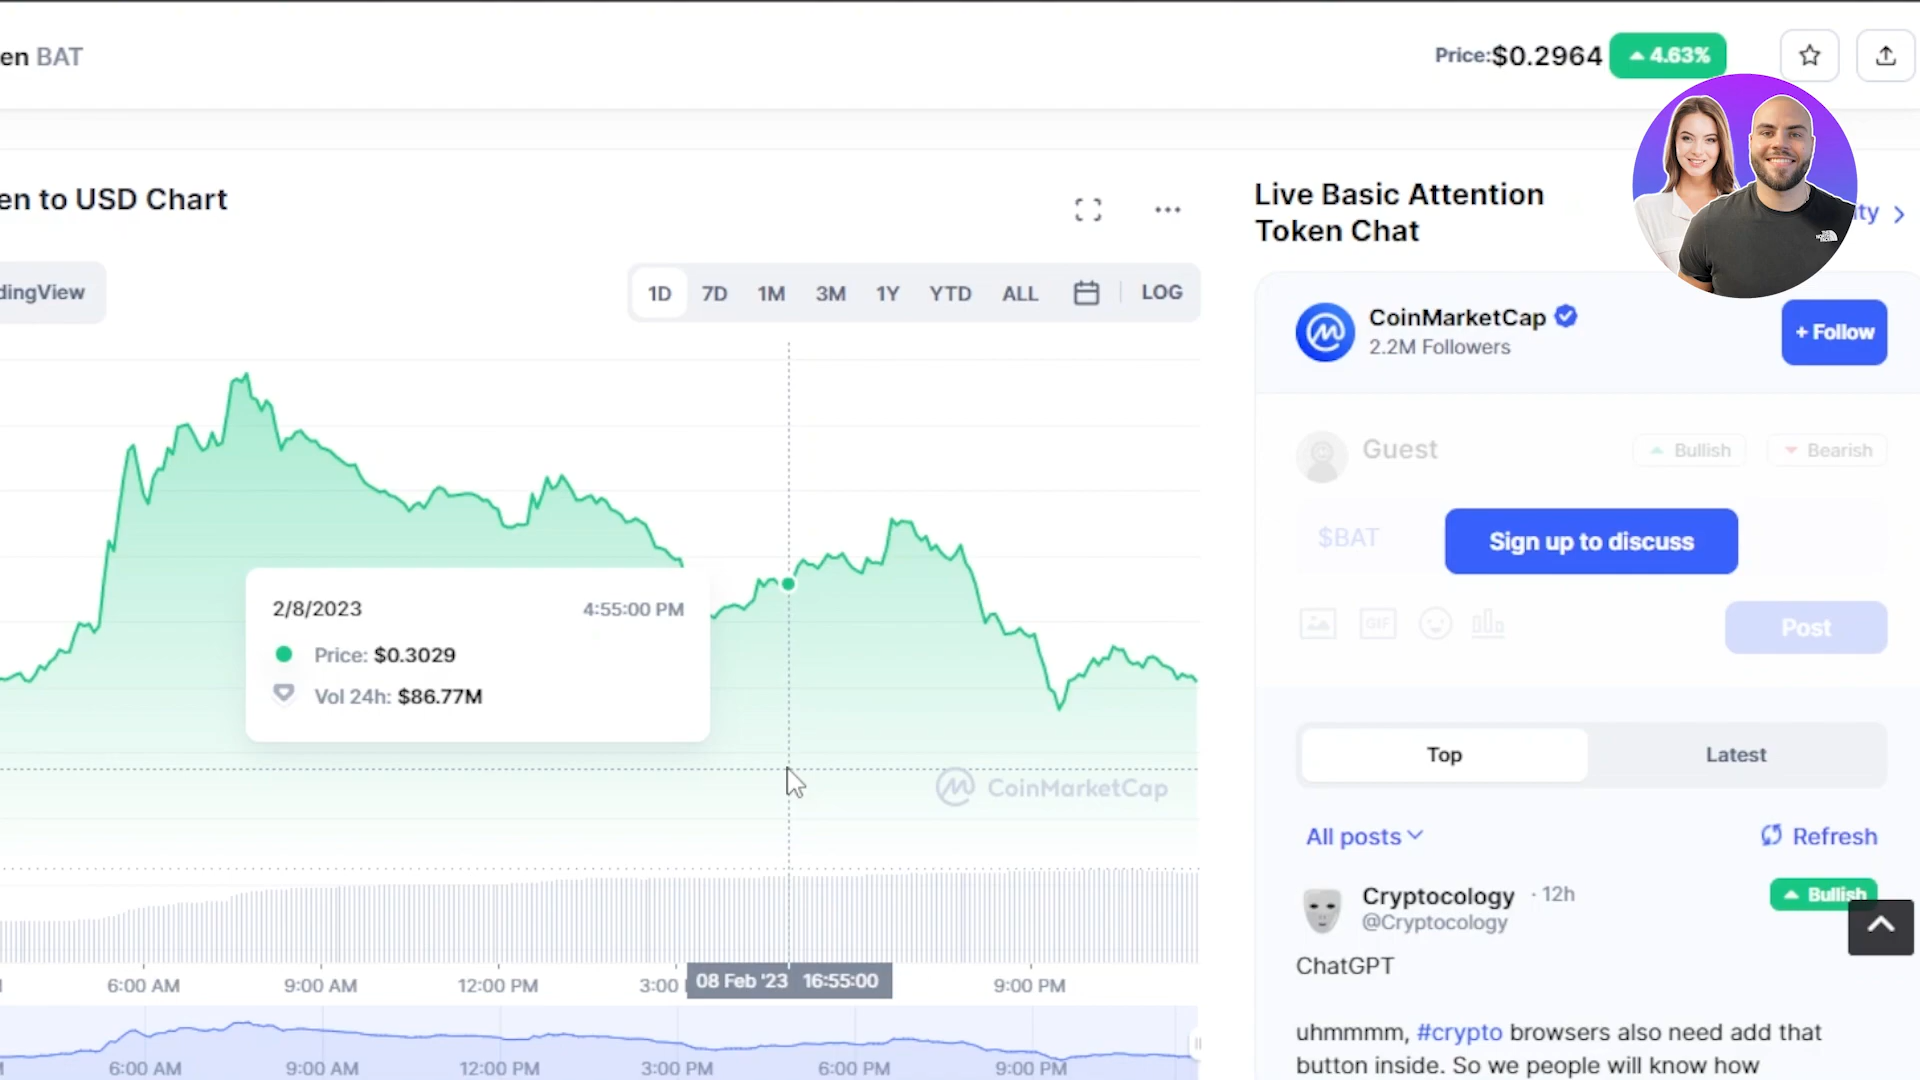 en BAT
Price:$0.2964
4.63%
en to USD Chart
dingView
1D 7D 1M 3M 1Y YTD ALL LOG
2/8/2023 4:55:00 PM
Price: $0.3029
Vol 24h: $86.77M
CoinMarketCap
6:00 AM 9:00 AM 12:00 PM 3:00 08 Feb '23 16:55:00 9:00 PM
6:00 AM 9:00 AM 12:00 PM 3:00 PM 6:00 PM 9:00 PM
Live Basic Attention
Token Chat
ty
CoinMarketCap
2.2M Followers
+ Follow
Guest
Bullish Bearish
$BAT
Sign up to discuss
GIF
Post
Top Latest
All posts Refresh
Cryptocology · 12h
@Cryptocology
Bullish
ChatGPT
uhmmmm, #crypto browsers also need add that
button inside. So we people will know how